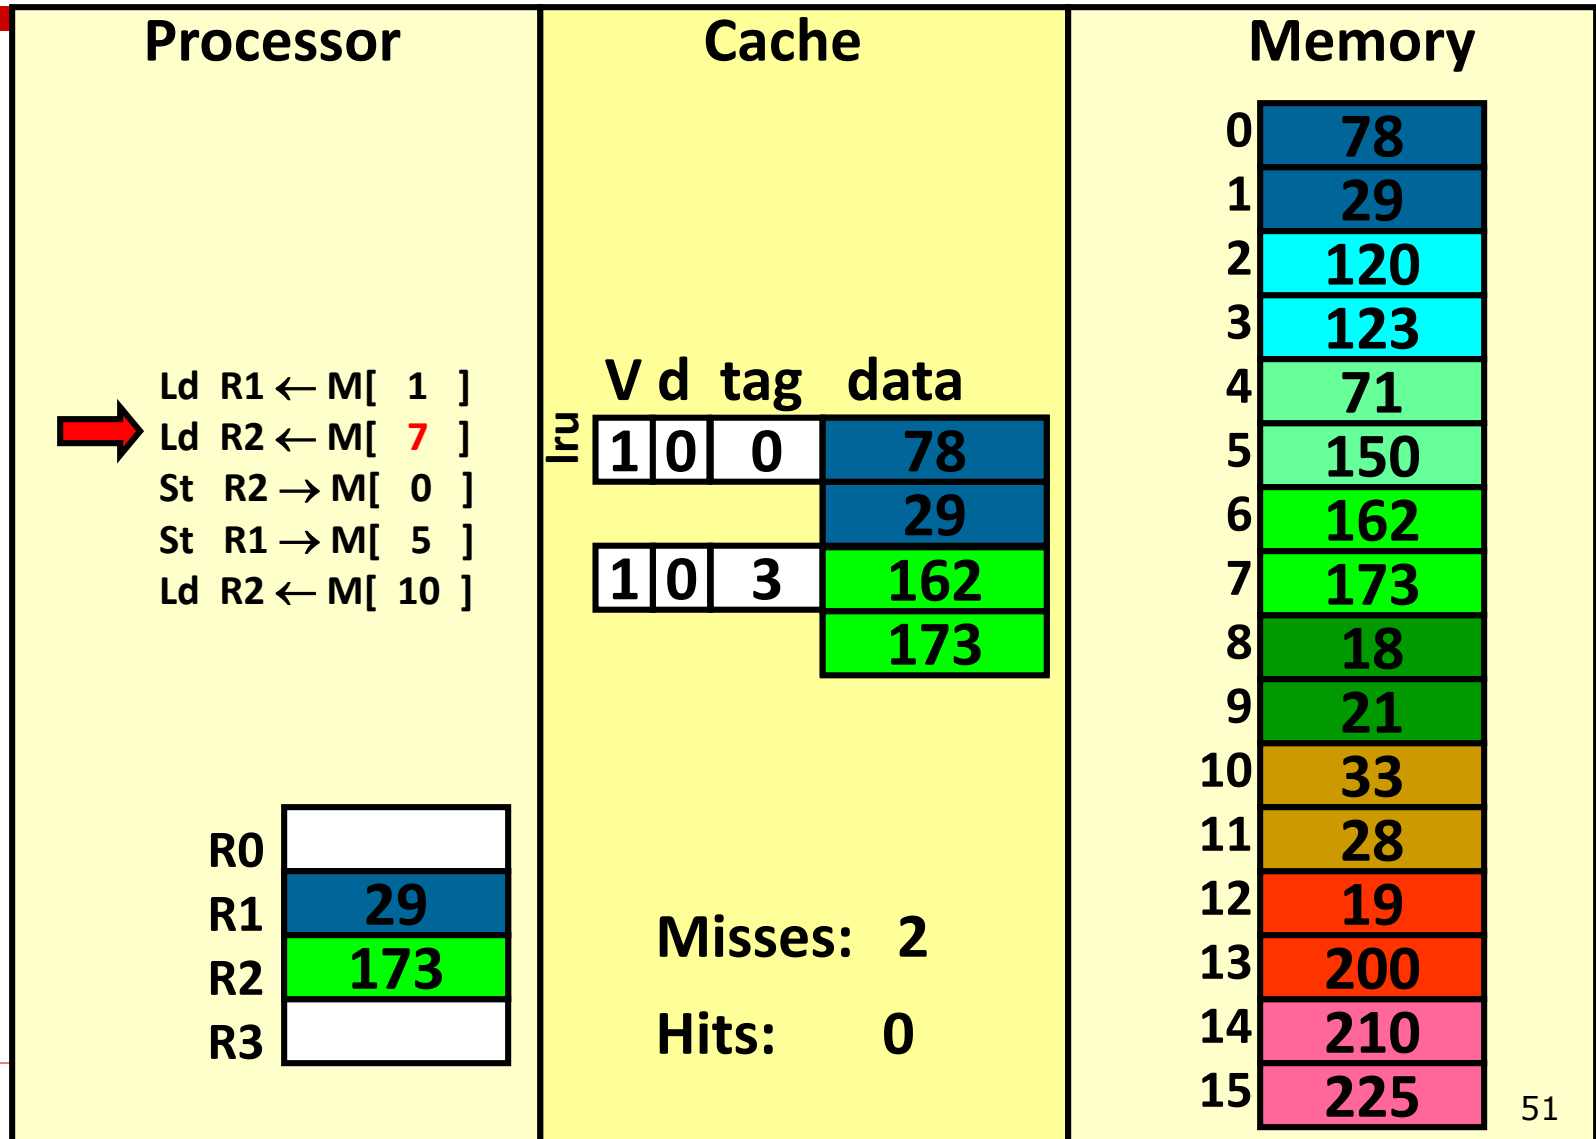 Processor
Ld R1 ← M[ 1 ]
Ld R2 ← M[ 7 ]
St R2 → M[ 0 ]
St R1 → M[ 5 ]
Ld R2 ← M[ 10 ]
R0
R1 29
R2 173
R3
Cache
V d tag data
lru 1 0 0 78
29
1 0 3 162
173
Misses: 2
Hits: 0
Memory
0 78
1 29
2 120
3 123
4 71
5 150
6 162
7 173
8 18
9 21
10 33
11 28
12 19
13 200
14 210
15 225
51